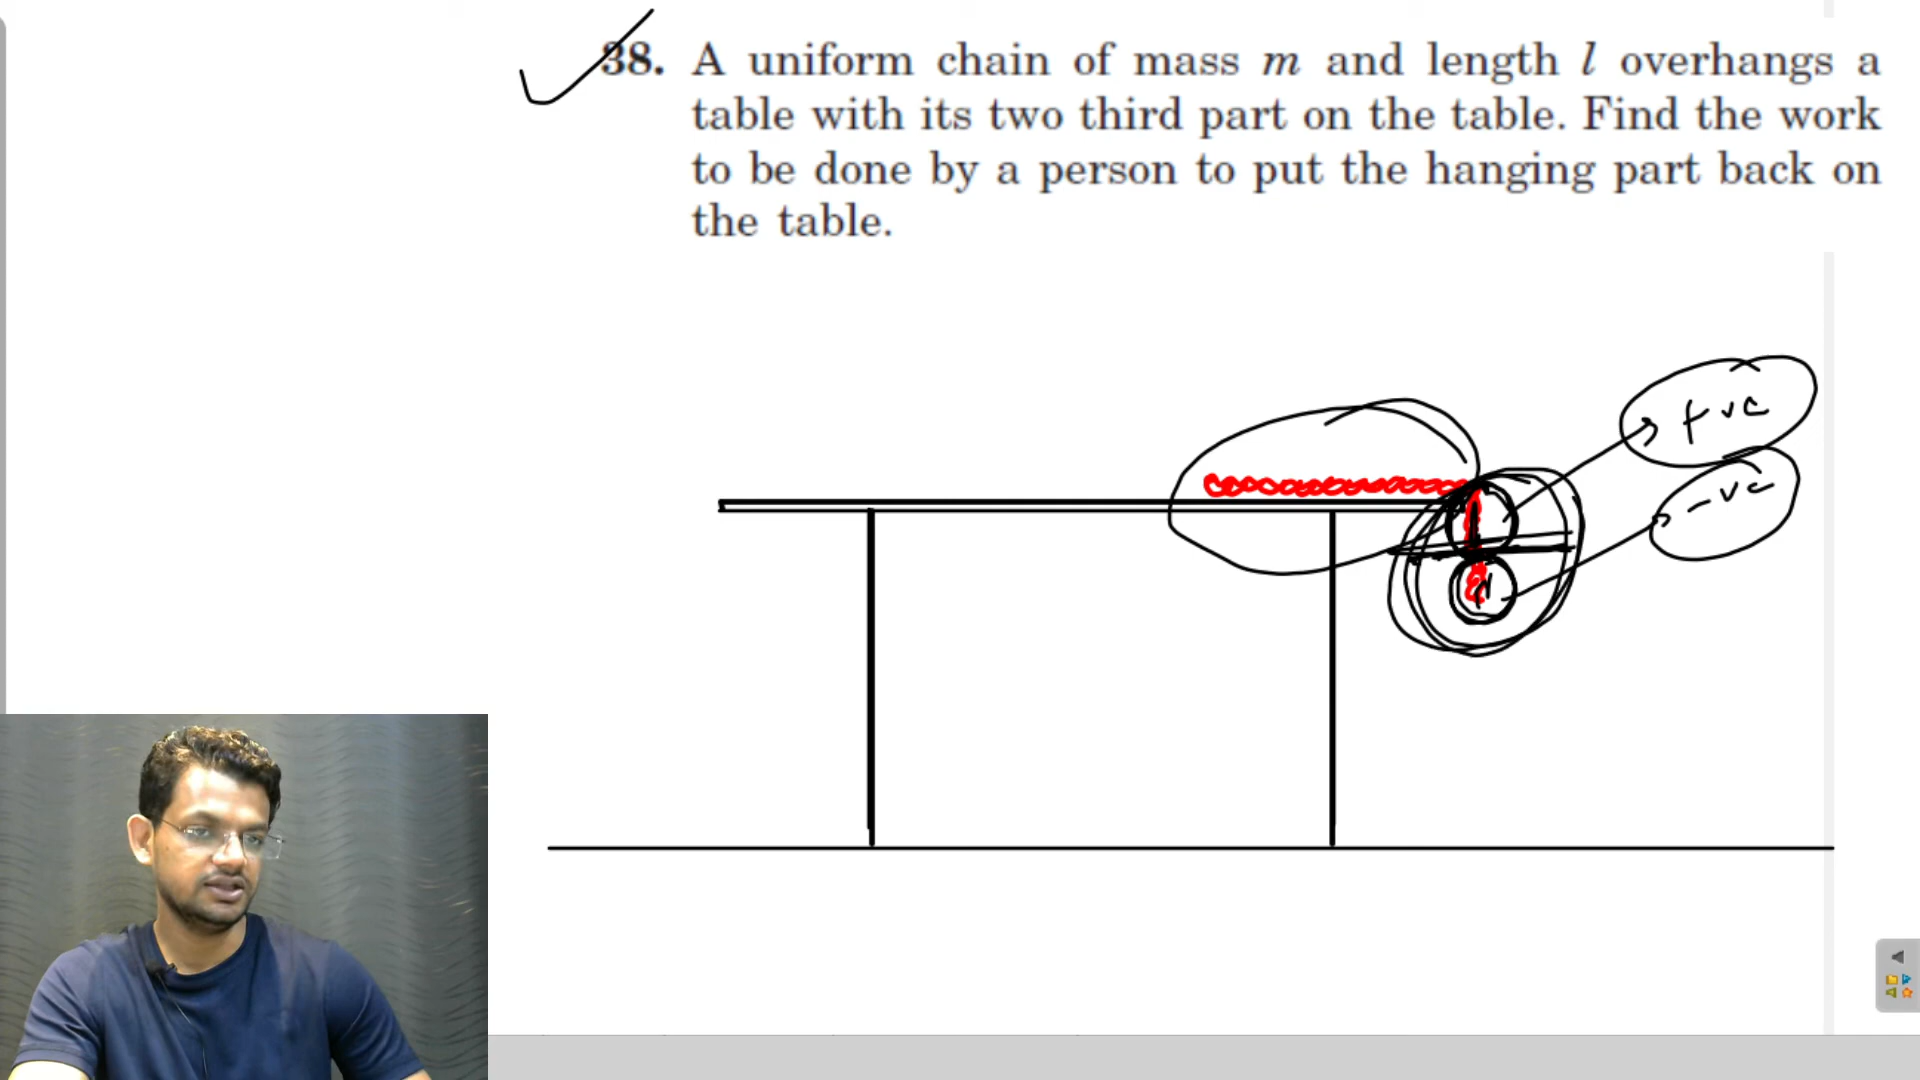 38. A uniform chain of mass m and length l overhangs a
table with its two third part on the table. Find the work
to be done by a person to put the hanging part back on
the table.
+ve
-ve